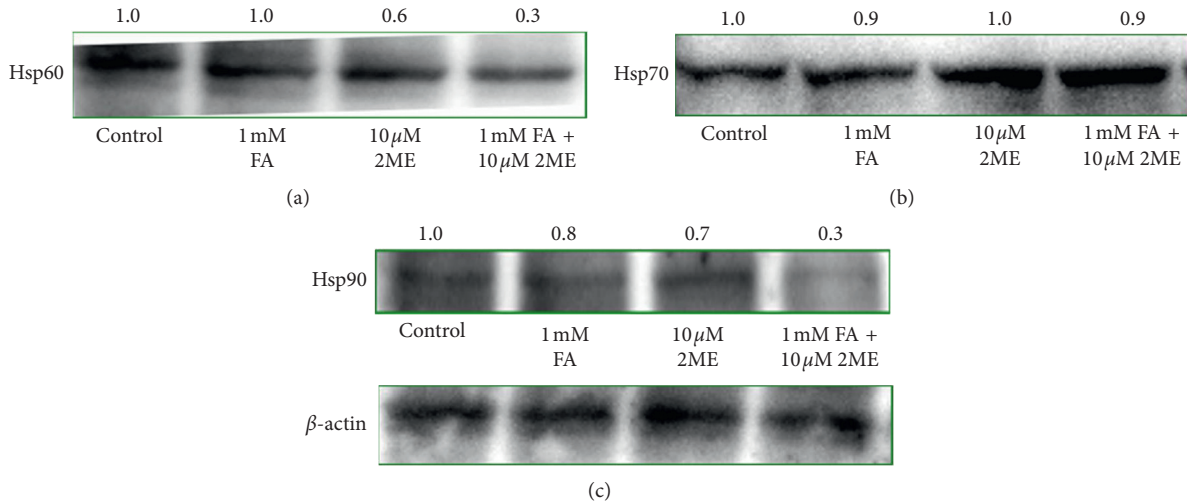 1.0 1.0 0.6 0.3
Hsp60
Control 1 mM 10 μM 1 mM FA +
FA 2ME 10 μM 2ME
(a)
1.0 0.9 1.0 0.9
Hsp70
Control 1 mM 10 μM 1 mM FA +
FA 2ME 10 μM 2ME
(b)
1.0 0.8 0.7 0.3
Hsp90
Control 1 mM 10 μM 1 mM FA +
FA 2ME 10 μM 2ME
β-actin
(c)